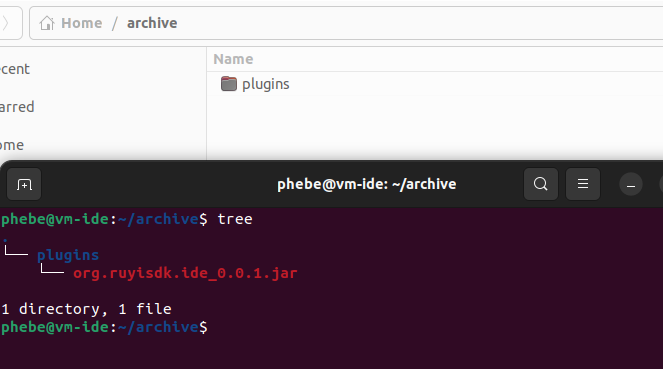 Home / archive
ecent
arred
ome
Name
plugins
phebe@vm-ide: ~/archive
phebe@vm-ide:~/archive$ tree
.
└── plugins
    └── org.ruyisdk.ide_0.0.1.jar

1 directory, 1 file
phebe@vm-ide:~/archive$